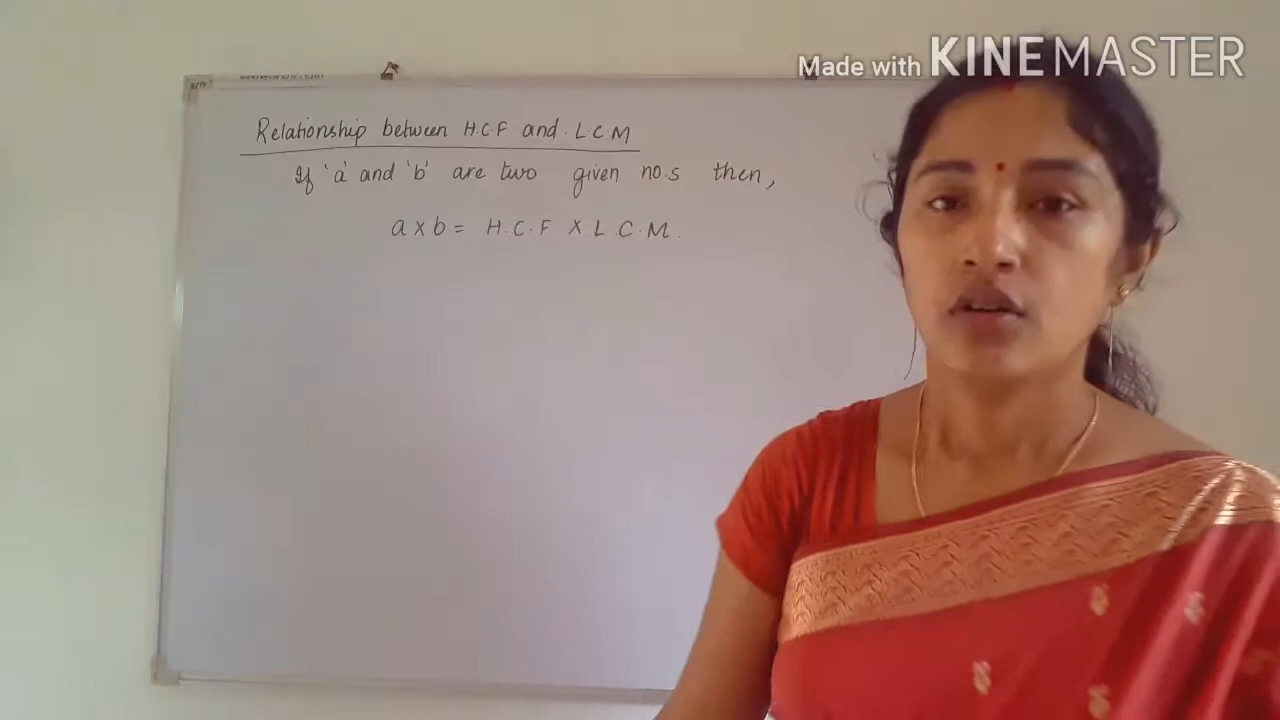 Made with KINEMASTER
Relationship between H.C.F and L.C.M
If 'a' and 'b' are two given no.s then,
a x b = H.C.F x L.C.M.